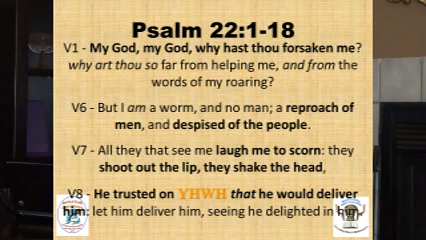 Psalm 22:1-18
V1 - My God, my God, why hast thou forsaken me?
why art thou so far from helping me, and from the
words of my roaring?
V6 - But I am a worm, and no man; a reproach of
men, and despised of the people.
V7 - All they that see me laugh me to scorn: they
shoot out the lip, they shake the head,
V8 - He trusted on YHWH that he would deliver
him: let him deliver him, seeing he delighted in him.